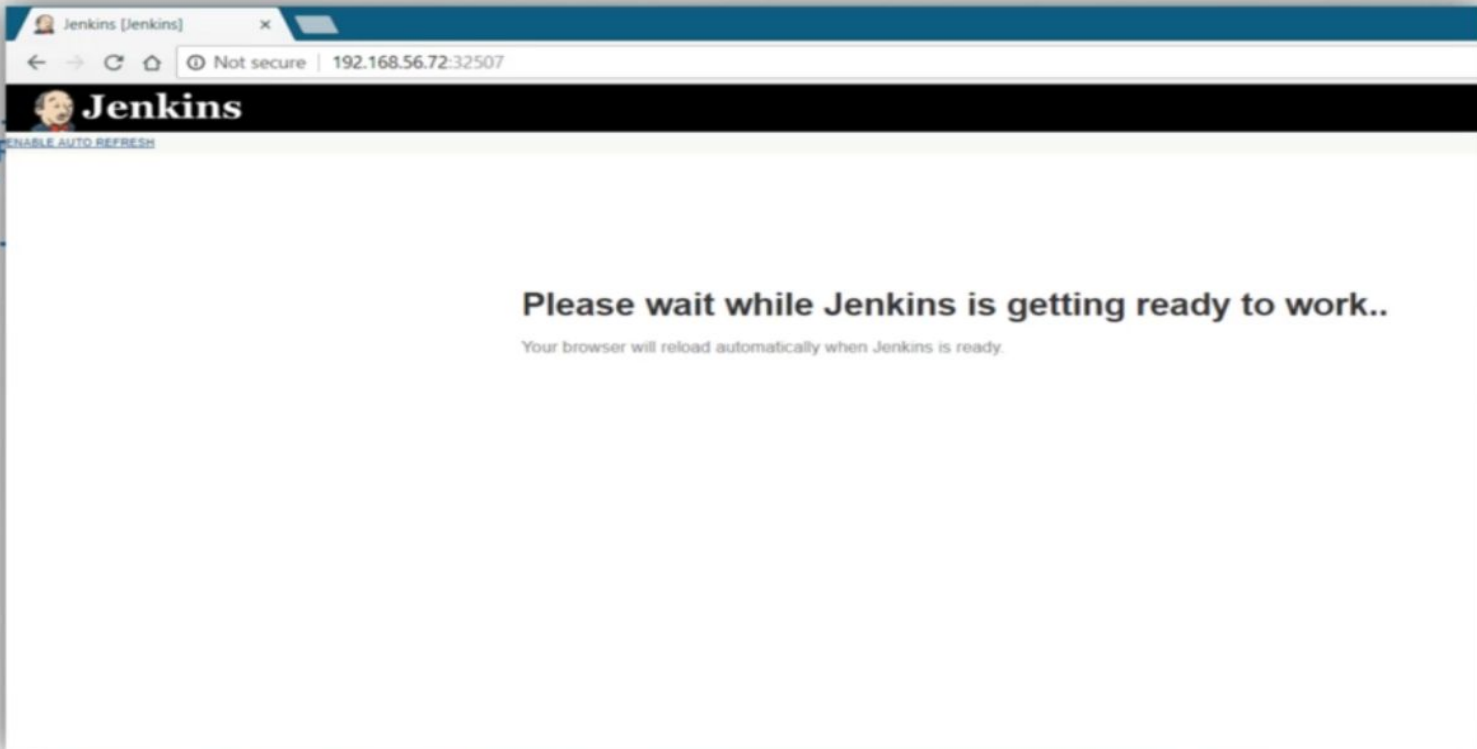 Jenkins [Jenkins]
Not secure | 192.168.56.72:32507
Jenkins
ENABLE AUTO REFRESH
Please wait while Jenkins is getting ready to work..
Your browser will reload automatically when Jenkins is ready.